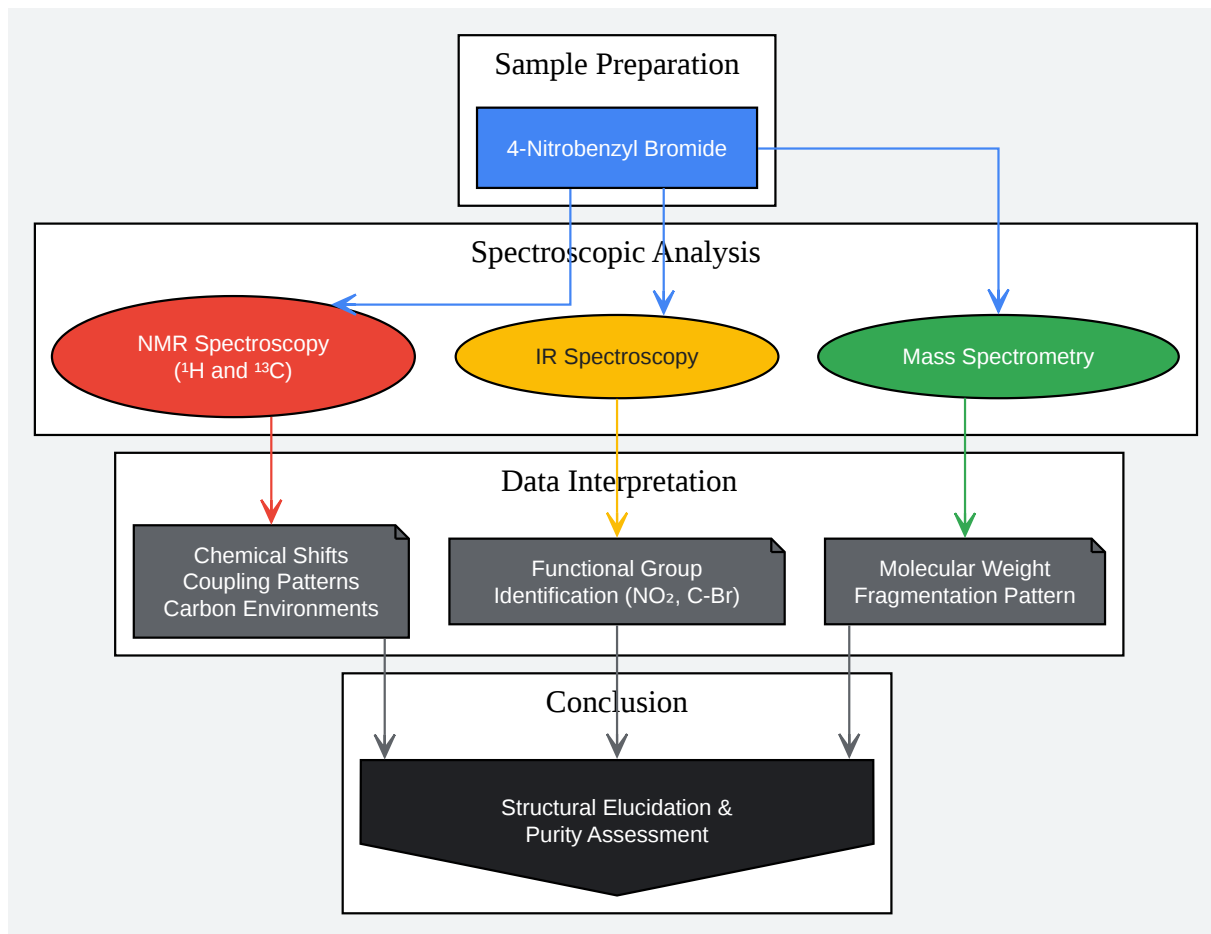 Sample Preparation
4-Nitrobenzyl Bromide
Spectroscopic Analysis
NMR Spectroscopy
(¹H and ¹³C)
IR Spectroscopy
Mass Spectrometry
Data Interpretation
Chemical Shifts
Coupling Patterns
Carbon Environments
Functional Group
Identification (NO₂, C-Br)
Molecular Weight
Fragmentation Pattern
Conclusion
Structural Elucidation &
Purity Assessment